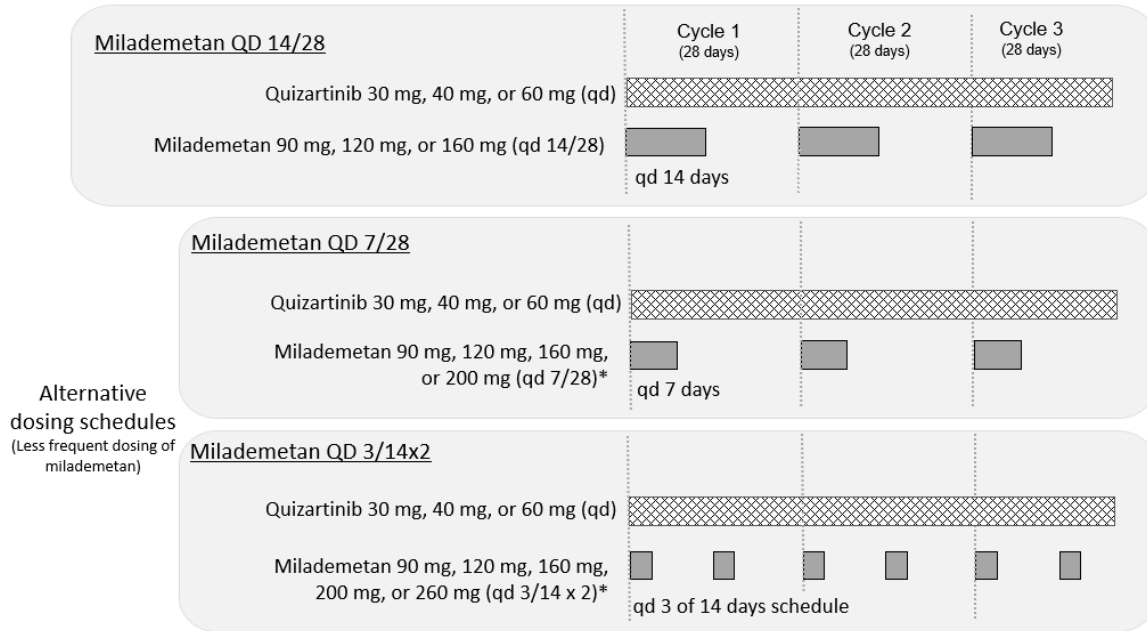 Milademetan QD 14/28
Cycle 1
(28 days)
Cycle 2
(28 days)
Cycle 3
(28 days)
Quizartinib 30 mg, 40 mg, or 60 mg (qd)
Milademetan 90 mg, 120 mg, or 160 mg (qd 14/28)
qd 14 days
Milademetan QD 7/28
Quizartinib 30 mg, 40 mg, or 60 mg (qd)
Milademetan 90 mg, 120 mg, 160 mg,
or 200 mg (qd 7/28)*
qd 7 days
Alternative
dosing schedules
(Less frequent dosing of
milademetan)
Milademetan QD 3/14x2
Quizartinib 30 mg, 40 mg, or 60 mg (qd)
Milademetan 90 mg, 120 mg, 160 mg,
200 mg, or 260 mg (qd 3/14 x 2)*
qd 3 of 14 days schedule